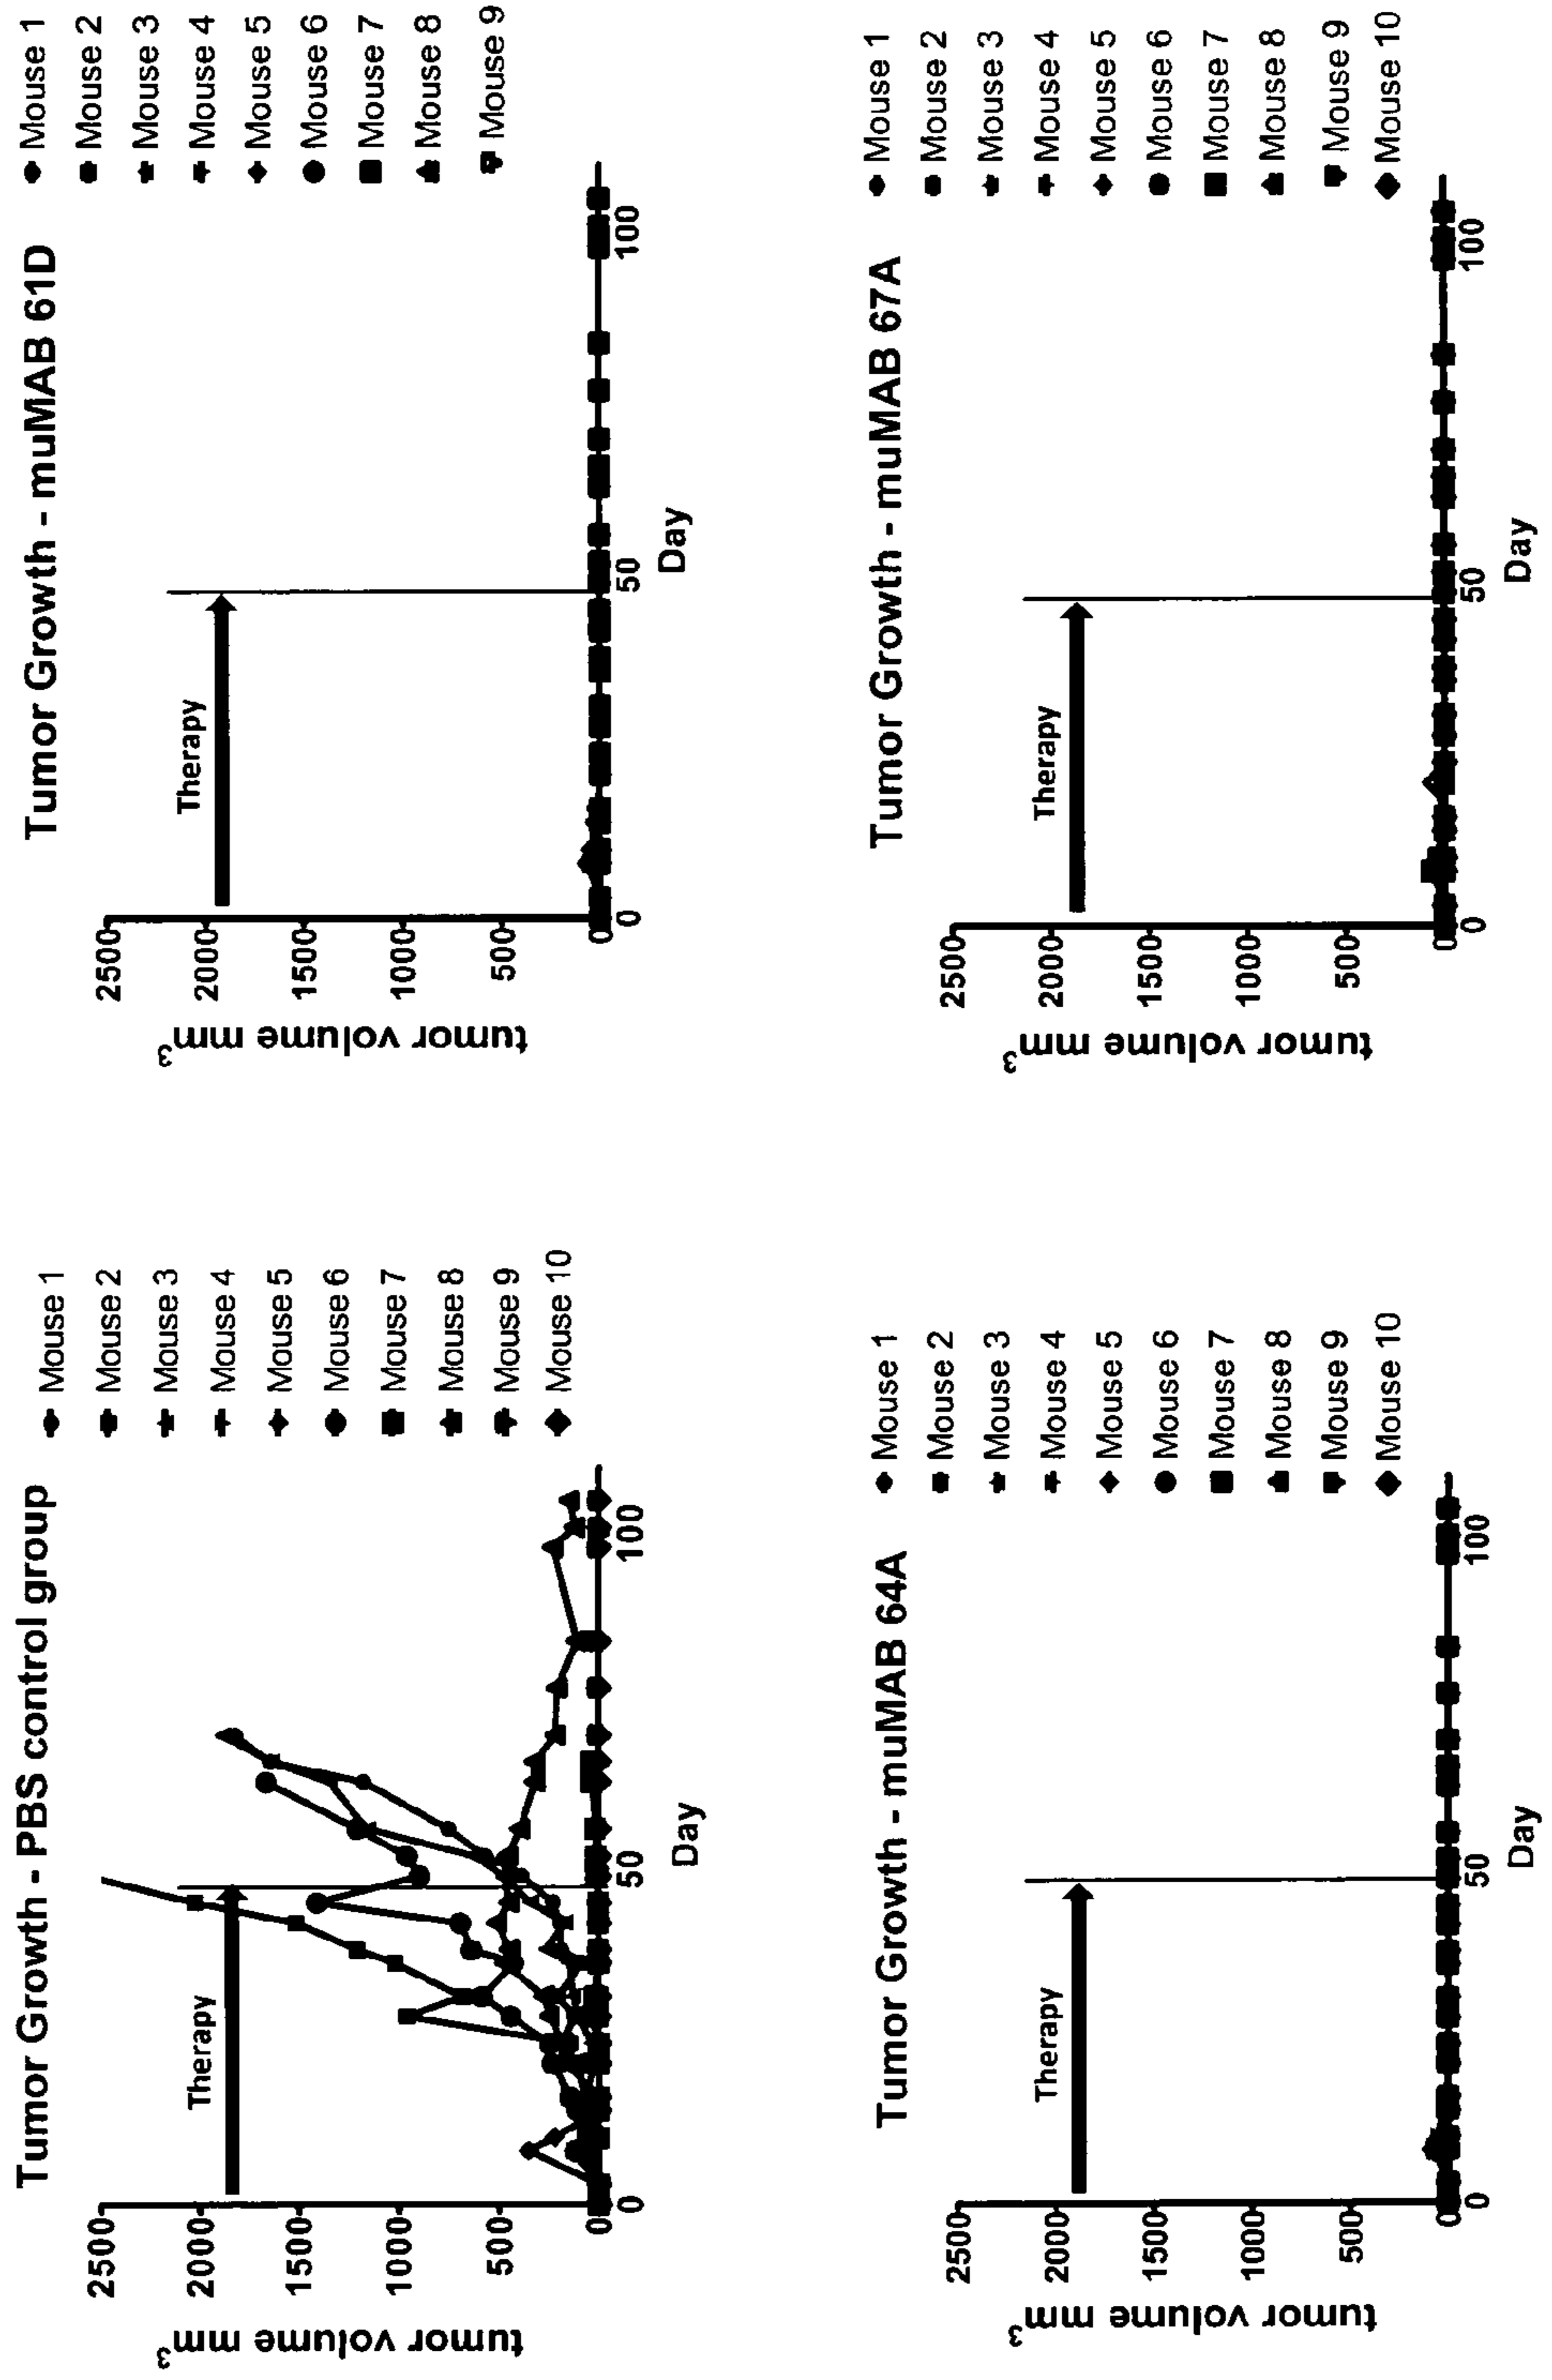 Tumor Growth - PBS control group
tumor volume mm3
2500
2000
1500
1000
500
0
Therapy
0
50
100
Day
Mouse 1
Mouse 2
Mouse 3
Mouse 4
Mouse 5
Mouse 6
Mouse 7
Mouse 8
Mouse 9
Mouse 10
Tumor Growth - muMAB 61D
tumor volume mm3
2500
2000
1500
1000
500
0
Therapy
0
50
100
Day
Mouse 1
Mouse 2
Mouse 3
Mouse 4
Mouse 5
Mouse 6
Mouse 7
Mouse 8
Mouse 9
Tumor Growth - muMAB 64A
tumor volume mm3
2500
2000
1500
1000
500
0
Therapy
0
50
100
Day
Mouse 1
Mouse 2
Mouse 3
Mouse 4
Mouse 5
Mouse 6
Mouse 7
Mouse 8
Mouse 9
Mouse 10
Tumor Growth - muMAB 67A
tumor volume mm3
2500
2000
1500
1000
500
0
Therapy
0
50
100
Day
Mouse 1
Mouse 2
Mouse 3
Mouse 4
Mouse 5
Mouse 6
Mouse 7
Mouse 8
Mouse 9
Mouse 10